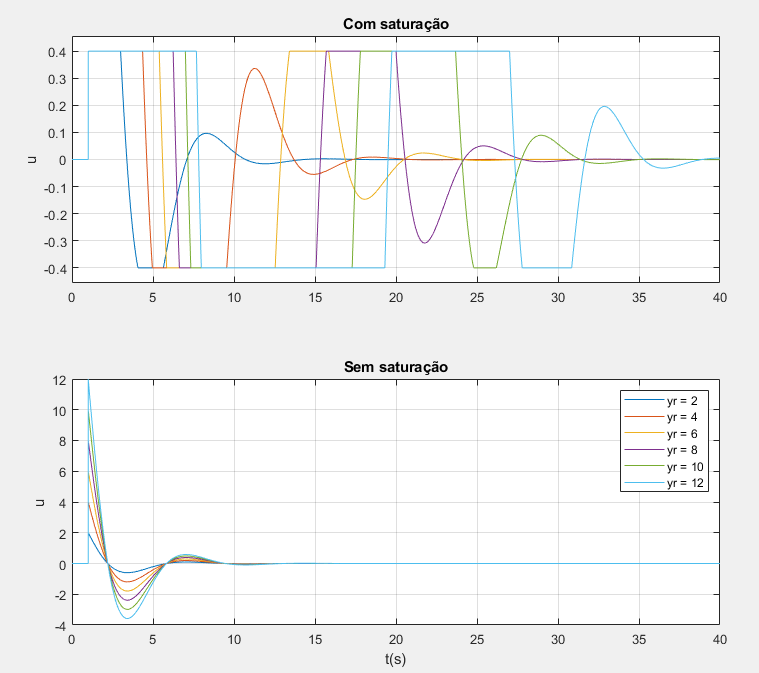 Com saturação
0.4
0.3
0.2
0.1
0
-0.1
-0.2
-0.3
-0.4
u
0 5 10 15 20 25 30 35 40
Sem saturação
12
10
8
6
4
2
0
-2
-4
u
yr = 2
yr = 4
yr = 6
yr = 8
yr = 10
yr = 12
0 5 10 15 20 25 30 35 40
t(s)